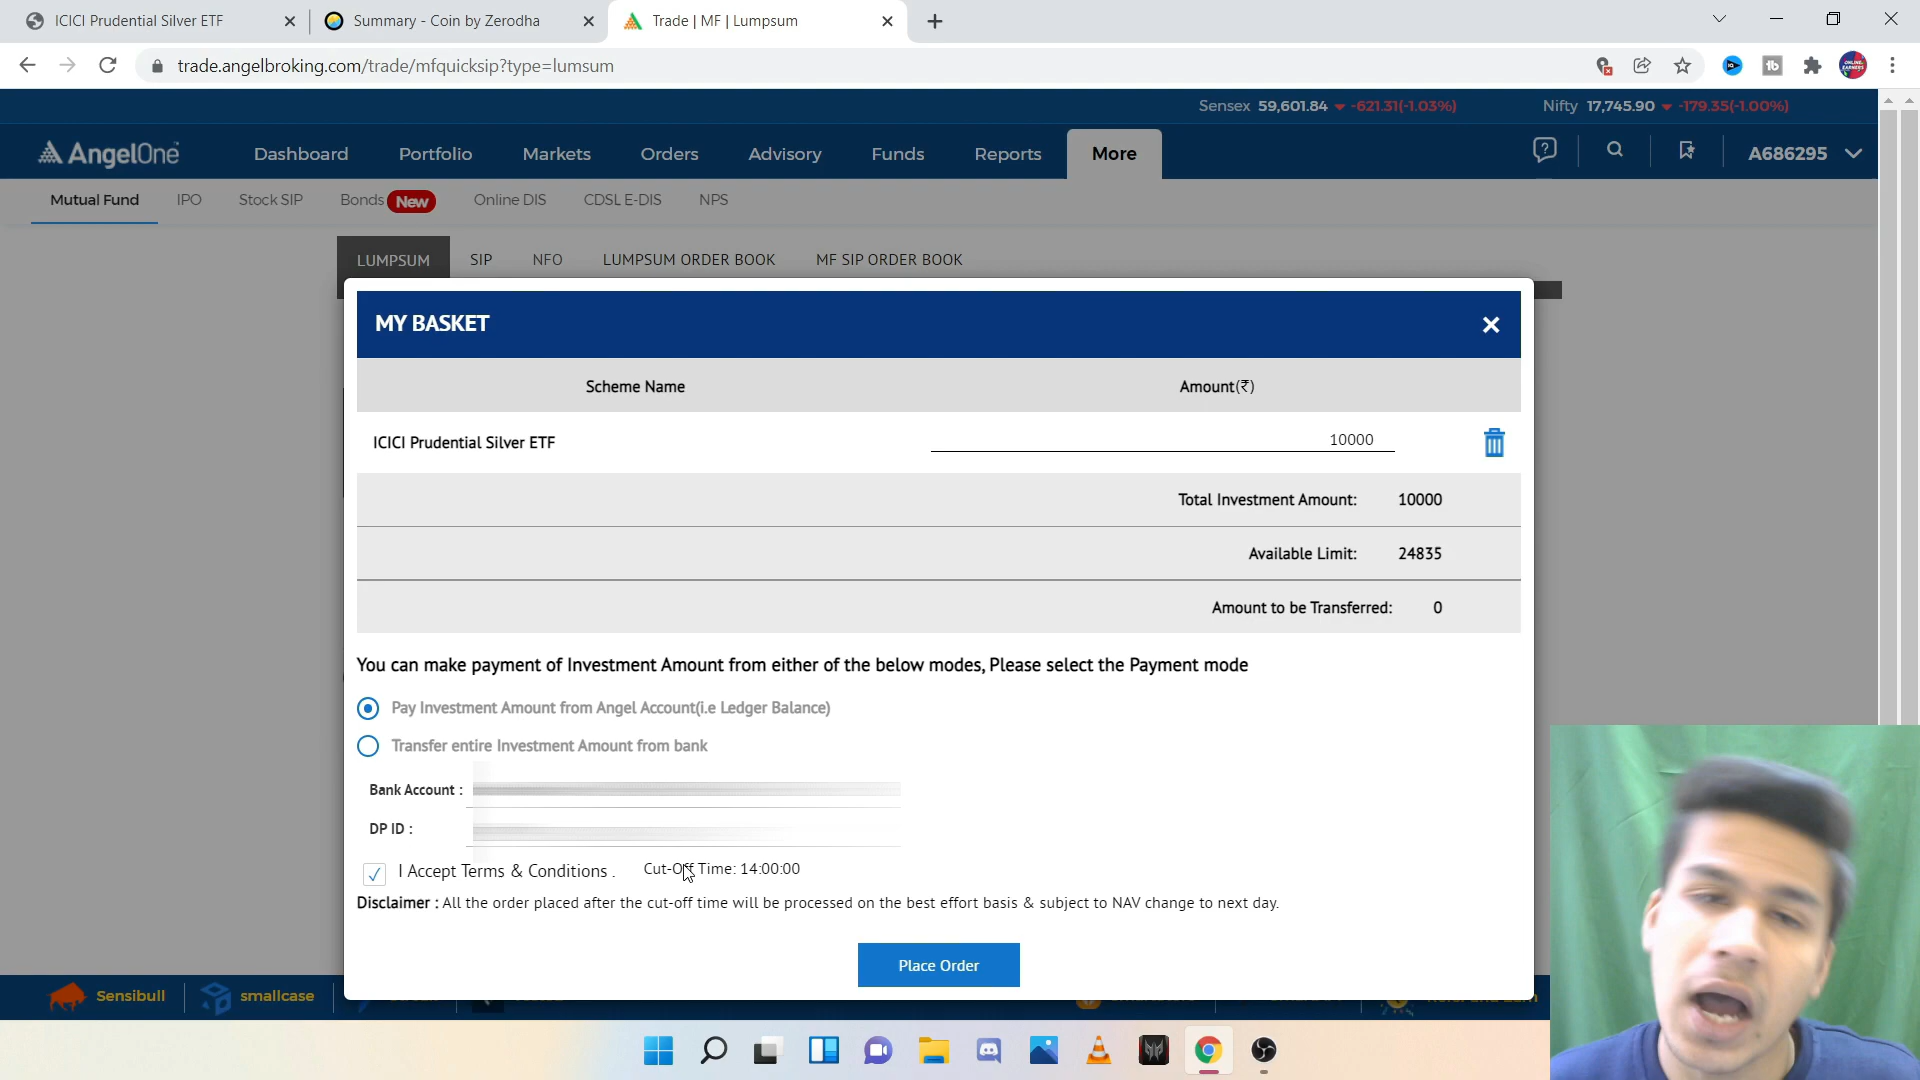 ICICI Prudential Silver ETF
Summary - Coin by Zerodha
Trade | MF | Lumpsum
trade.angelbroking.com/trade/mfquicksip?type=lumsum
Sensex 59,601.84 -621.31(-1.03%)
Nifty 17,745.90 -179.35(-1.00%)
AngelOne
Dashboard
Portfolio
Markets
Orders
Advisory
Funds
Reports
More
A686295
Mutual Fund
IPO
Stock SIP
Bonds New
Online DIS
CDSL E-DIS
NPS
LUMPSUM
SIP
NFO
LUMPSUM ORDER BOOK
MF SIP ORDER BOOK
MY BASKET
Scheme Name
Amount(₹)
ICICI Prudential Silver ETF
10000
Total Investment Amount: 10000
Available Limit: 24835
Amount to be Transferred: 0
You can make payment of Investment Amount from either of the below modes, Please select the Payment mode
Pay Investment Amount from Angel Account(i.e Ledger Balance)
Transfer entire Investment Amount from bank
Bank Account :
DP ID :
I Accept Terms & Conditions .
Cut-Off Time: 14:00:00
Disclaimer : All the order placed after the cut-off time will be processed on the best effort basis & subject to NAV change to next day.
Place Order
Sensibull
smallcase